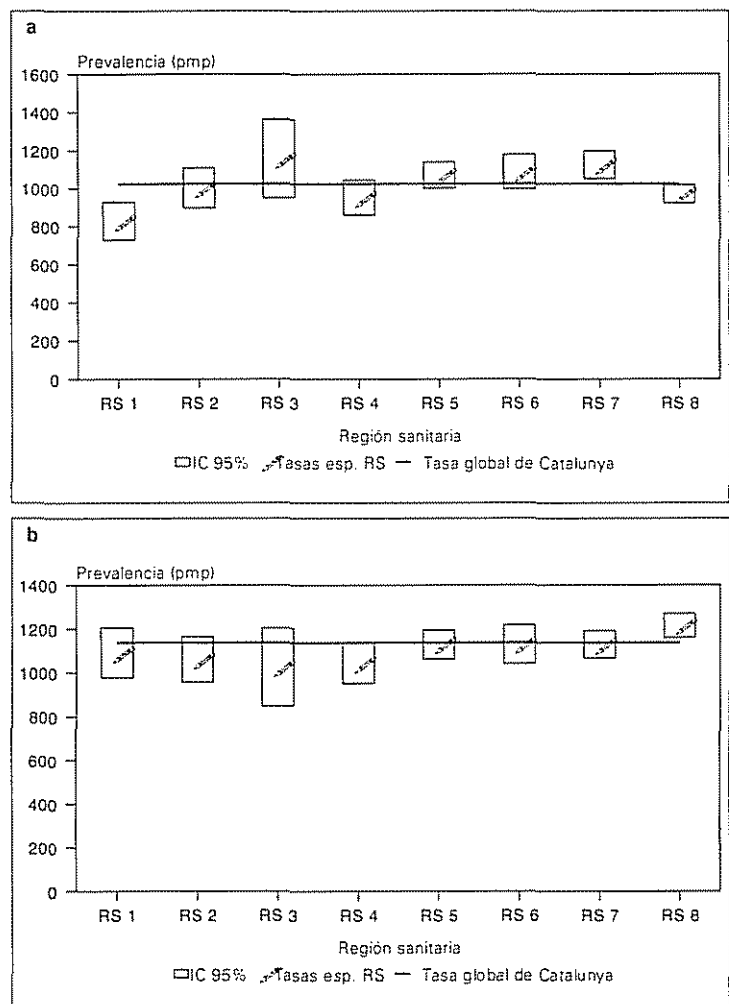 a
Prevalencia (pmp)
1600
1400
1200
1000
800
600
400
200
0
RS 1 RS 2 RS 3 RS 4 RS 5 RS 6 RS 7 RS 8
Región sanitaria
IC 95% Tasas esp. RS Tasa global de Catalunya
b
Prevalencia (pmp)
1400
1200
1000
800
600
400
200
0
RS 1 RS 2 RS 3 RS 4 RS 5 RS 6 RS 7 RS 8
Región sanitaria
IC 95% Tasas esp. RS Tasa global de Catalunya